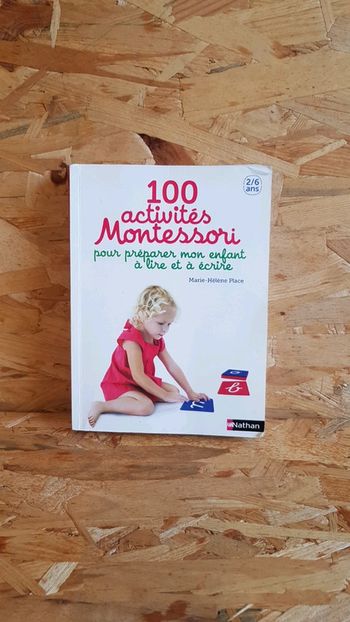 2/6
ans
100
activités
Montessori
pour préparer mon enfant
à lire et à écrire
Marie-Hélène Place
b
Nathan